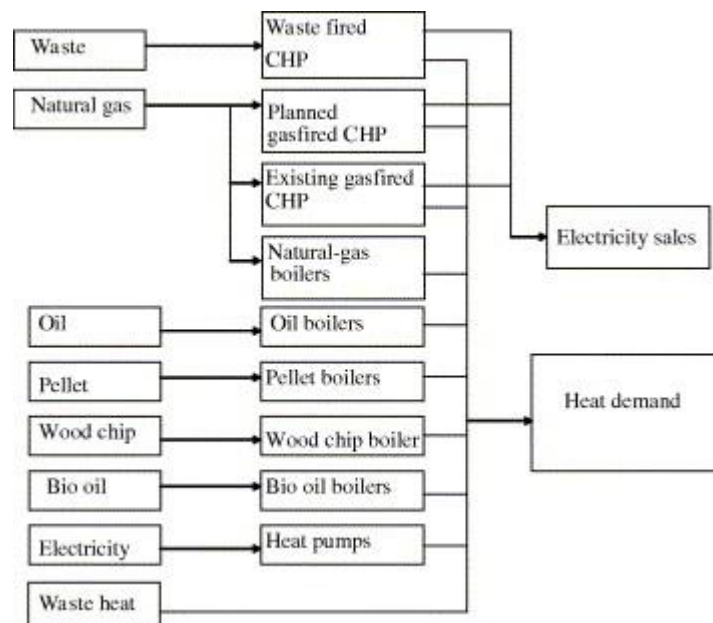 Waste
Waste fired
CHP
Natural gas
Planned
gasfired CHP
Existing gasfired
CHP
Natural-gas
boilers
Electricity sales
Oil
Oil boilers
Pellet
Pellet boilers
Heat demand
Wood chip
Wood chip boiler
Bio oil
Bio oil boilers
Electricity
Heat pumps
Waste heat